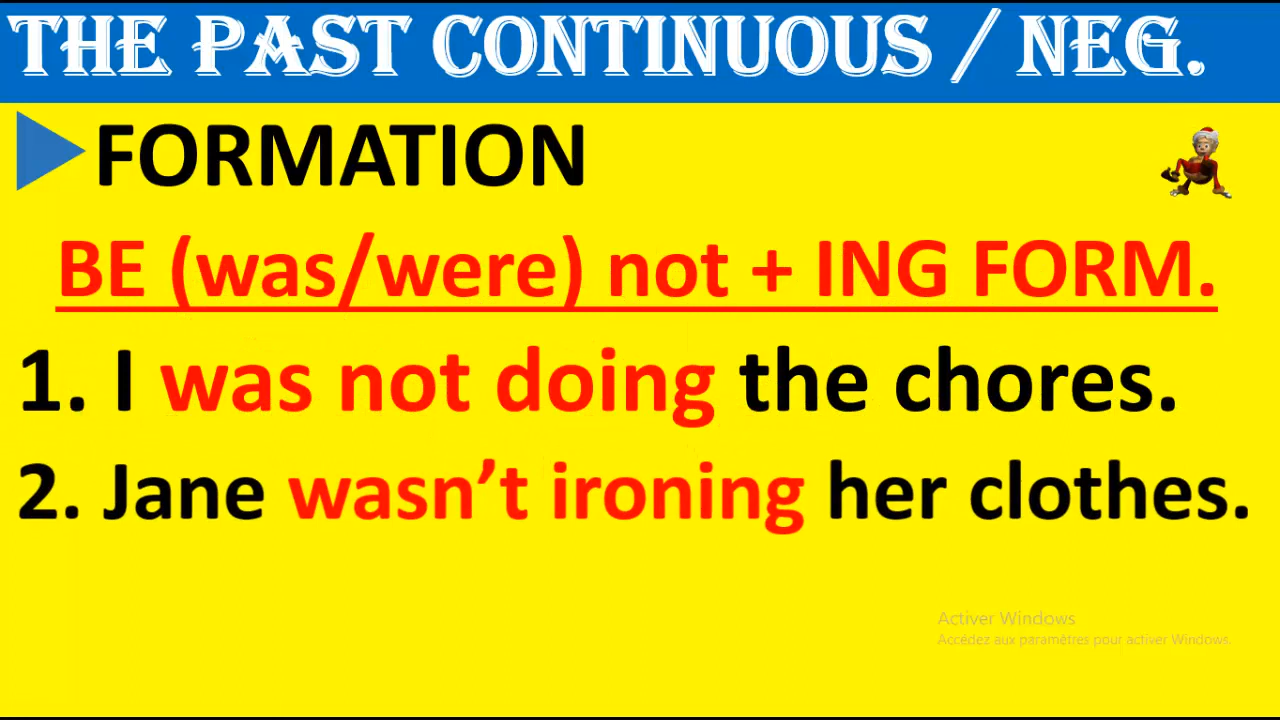 THE PAST CONTINUOUS / NEG.
FORMATION
BE (was/were) not + ING FORM.
1. I was not doing the chores.
2. Jane wasn’t ironing her clothes.
Activer Windows
Accédez aux paramètres pour activer Windows.